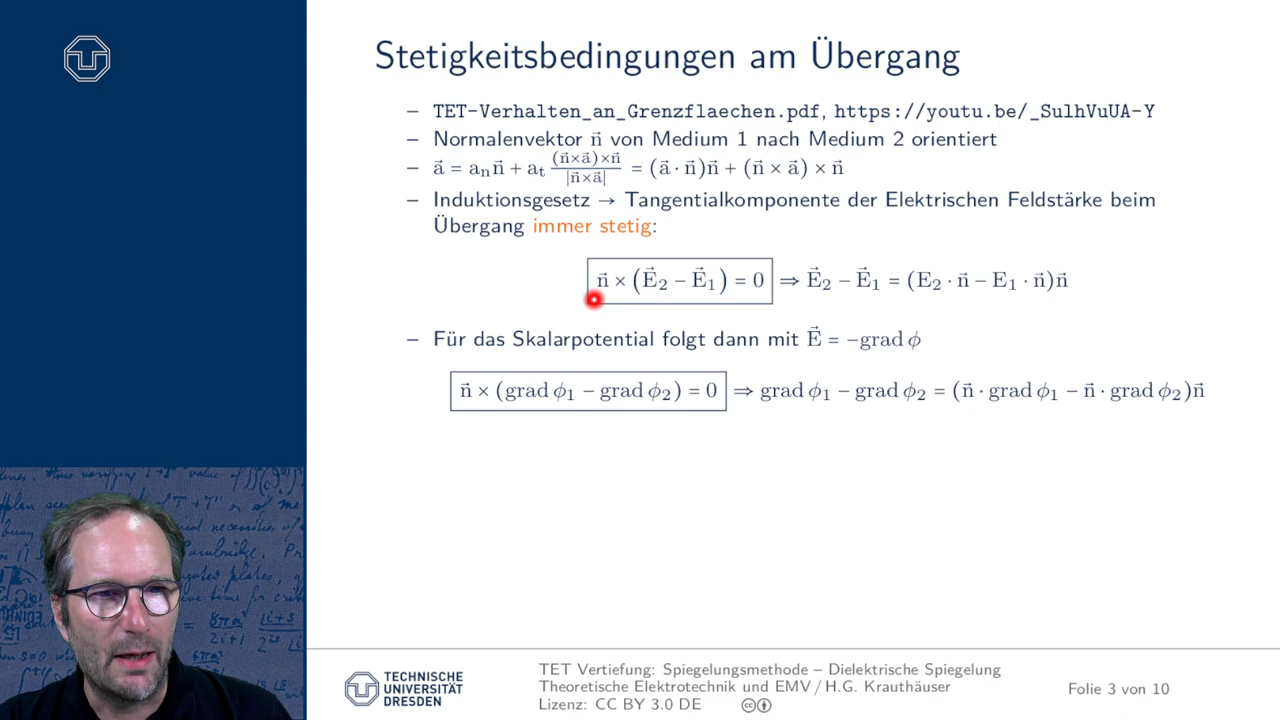 Stetigkeitsbedingungen am Übergang
– TET-Verhalten_an_Grenzflaechen.pdf, https://youtu.be/_SulhVuUA-Y
– Normalenvektor n⃗ von Medium 1 nach Medium 2 orientiert
– a⃗ = aₙn⃗ + aₜ (n⃗×a⃗)×n⃗ / |n⃗×a⃗| = (a⃗ · n⃗)n⃗ + (n⃗ × a⃗) × n⃗
– Induktionsgesetz → Tangentialkomponente der Elektrischen Feldstärke beim
Übergang immer stetig:
n⃗ × (E⃗₂ − E⃗₁) = 0 ⇒ E⃗₂ − E⃗₁ = (E₂ · n⃗ − E₁ · n⃗)n⃗
– Für das Skalarpotential folgt dann mit E⃗ = −grad ϕ
n⃗ × (grad ϕ₁ − grad ϕ₂) = 0 ⇒ grad ϕ₁ − grad ϕ₂ = (n⃗ · grad ϕ₁ − n⃗ · grad ϕ₂)n⃗
TECHNISCHE
UNIVERSITÄT
DRESDEN
TET Vertiefung: Spiegelungsmethode – Dielektrische Spiegelung
Theoretische Elektrotechnik und EMV / H.G. Krauthäuser
Lizenz: CC BY 3.0 DE
Folie 3 von 10